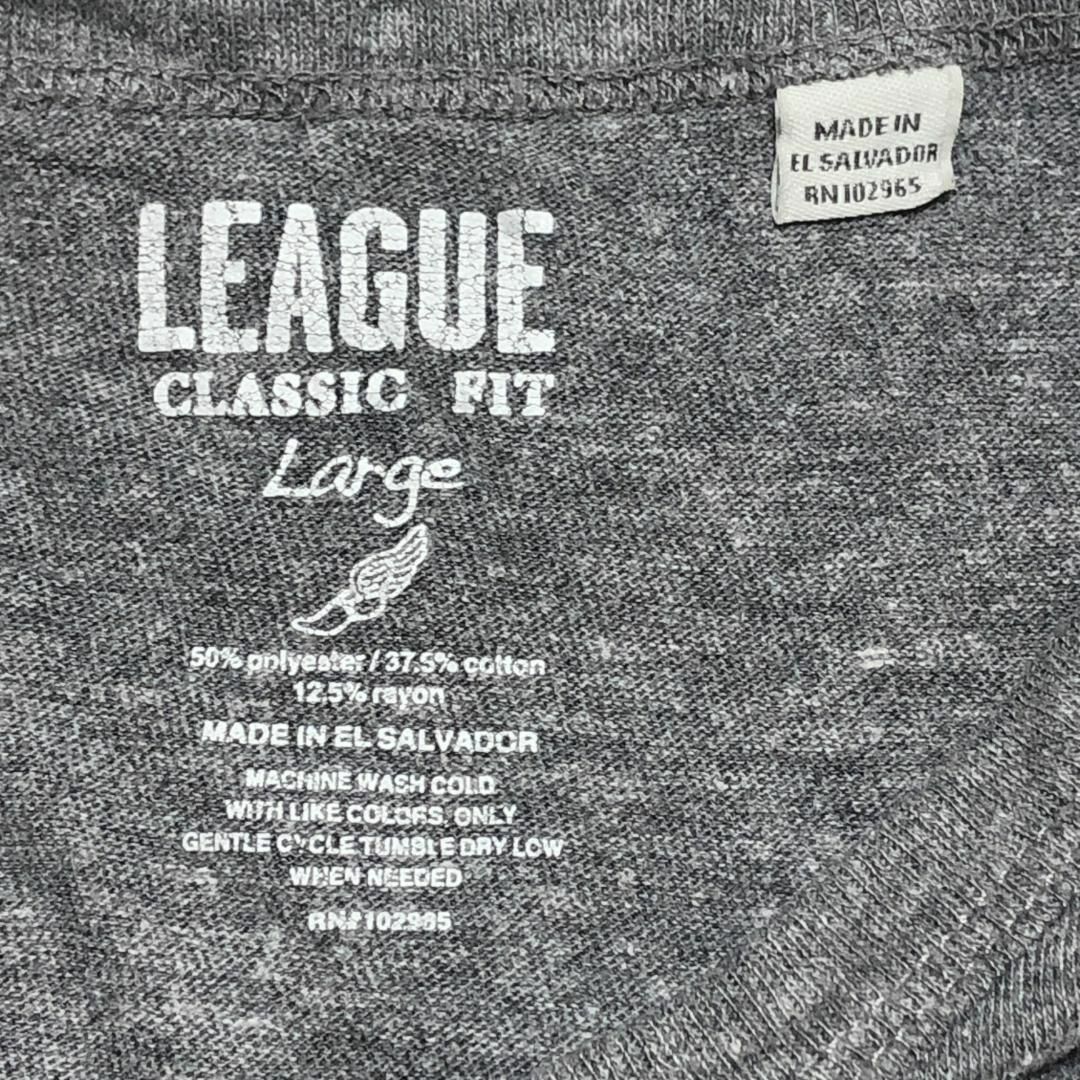 MADE IN
EL SALVADOR
RN102965
LEAGUE
CLASSIC FIT
Large
50% polyester / 37.5% cotton
12.5% rayon
MADE IN EL SALVADOR
MACHINE WASH COLD
WITH LIKE COLORS, ONLY
GENTLE CYCLE TUMBLE DRY LOW
WHEN NEEDED
RN#102965